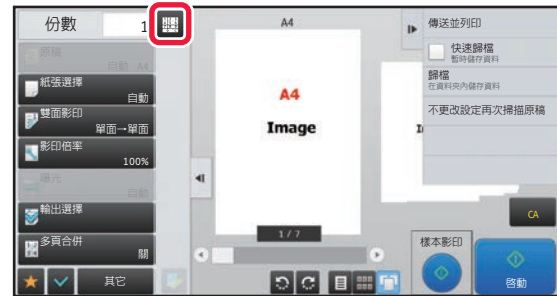 份數
1
原稿
自動 A4
紙張選擇
自動
雙面影印
單面→單面
影印倍率
100%
曝光
自動
輸出選擇
多頁合併
關
其它
A4
A4
Image
1 / 7
傳送並列印
快速歸檔
暫時儲存資料
歸檔
在資料夾內儲存資料
不更改設定再次掃描原稿
CA
樣本影印
啓動